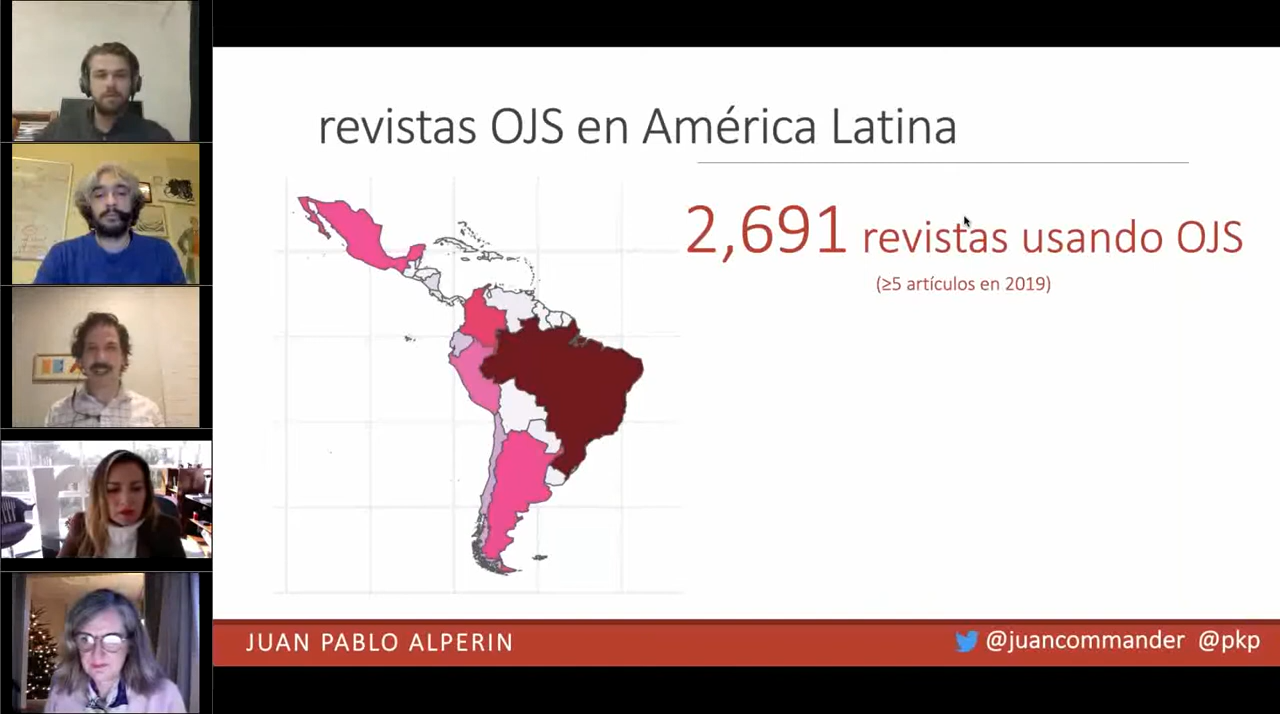 revistas OJS en América Latina
2,691 revistas usando OJS
(≥5 artículos en 2019)
JUAN PABLO ALPERIN
@juancommander @pkp